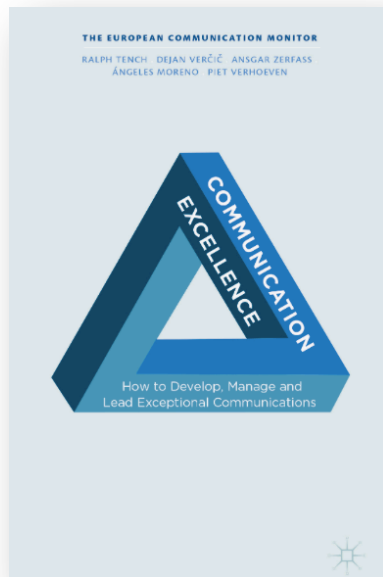 THE EUROPEAN COMMUNICATION MONITOR
RALPH TENCH DEJAN VERČIČ ANSGAR ZERFASS
ÁNGELES MORENO PIET VERHOEVEN
COMMUNICATION
EXCELLENCE
How to Develop, Manage and
Lead Exceptional Communications